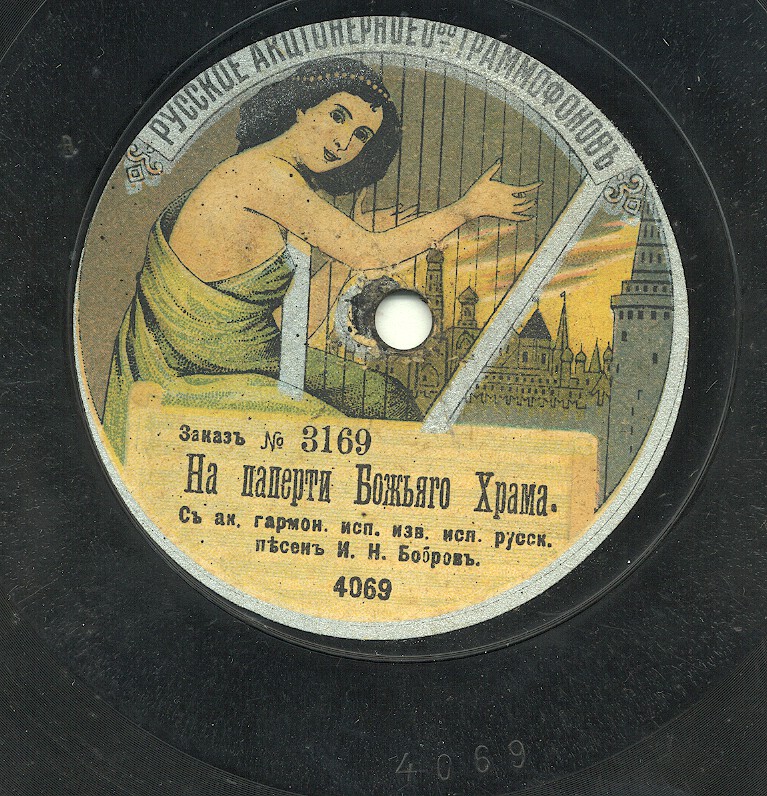 РУССКОЕ АКЦІОНЕРНОЕ О-во ГРАММОФОНОВЪ
Заказъ № 3169
На паперти Божьяго Храма.
Съ ак. гармон. исп. изв. исп. русск.
пѣсенъ И. Н. Бобровъ.
4069
4069